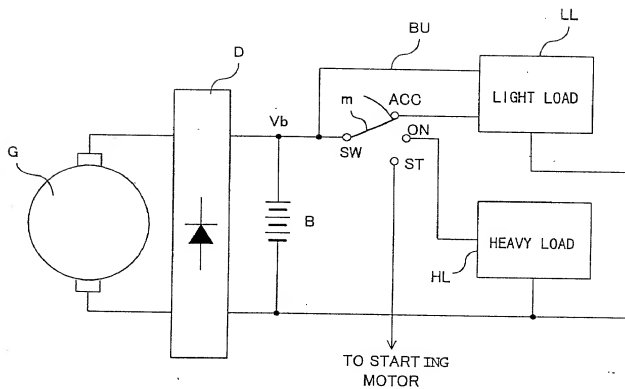 LL
BU
D
LIGHT LOAD
ACC
m
Vb
ON
SW
ST
G
B
HEAVY LOAD
HL
TO STARTING
MOTOR